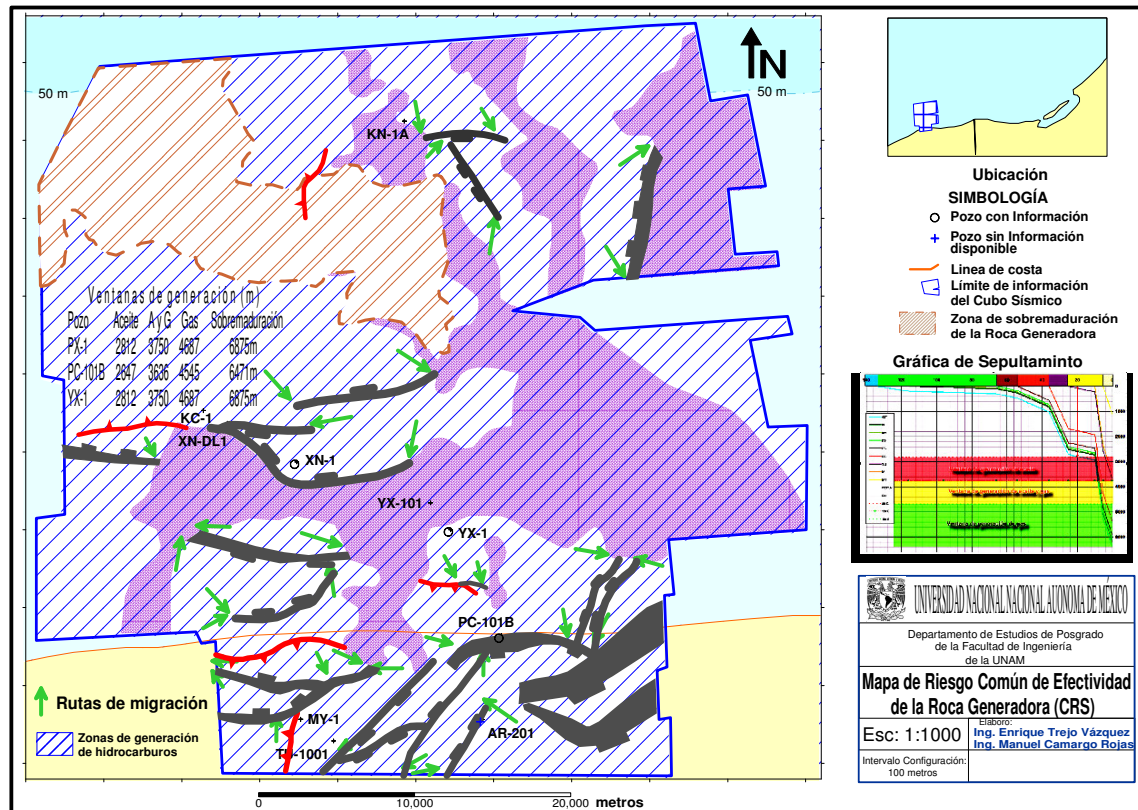 50 m
50 m
N
KN-1A
Ventanas de generación (m)
Pozo Aceite A y G Gas Sobremaduración
PX-1 2812 3750 4687 6875m
PC-101B 2647 3636 4545 6471m
YX-1 2812 3750 4687 6875m
KC-1
XN-DL1
XN-1
YX-101
YX-1
PC-101B
MY-1
AR-201
Rutas de migración
Zonas de generación
de hidrocarburos
0 10,000 20,000 metros
Ubicación
SIMBOLOGÍA
Pozo con Información
Pozo sin Información
disponible
Linea de costa
Límite de información
del Cubo Sísmico
Zona de sobremaduración
de la Roca Generadora
Gráfica de Sepultaminto
UNIVERSIDAD NACIONAL NACIONAL AUTONOMA DE MÉXICO
Departamento de Estudios de Posgrado
de la Facultad de Ingeniería
de la UNAM
Mapa de Riesgo Común de Efectividad
de la Roca Generadora (CRS)
Esc: 1:1000
Elaboro:
Ing. Enrique Trejo Vázquez
Ing. Manuel Camargo Rojas
Intervalo Configuración:
100 metros